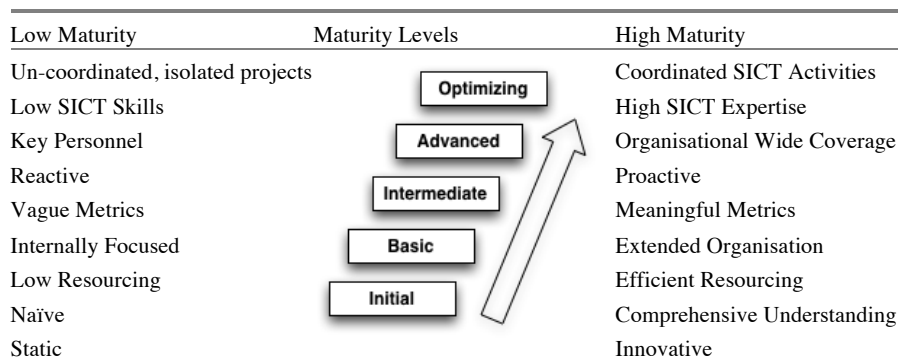 Low Maturity Maturity Levels High Maturity
Un-coordinated, isolated projects Coordinated SICT Activities
Optimizing
Low SICT Skills High SICT Expertise
Key Personnel Advanced Organisational Wide Coverage
Reactive Proactive
Intermediate
Vague Metrics Meaningful Metrics
Internally Focused Basic Extended Organisation
Low Resourcing Efficient Resourcing
Initial
Naïve Comprehensive Understanding
Static Innovative